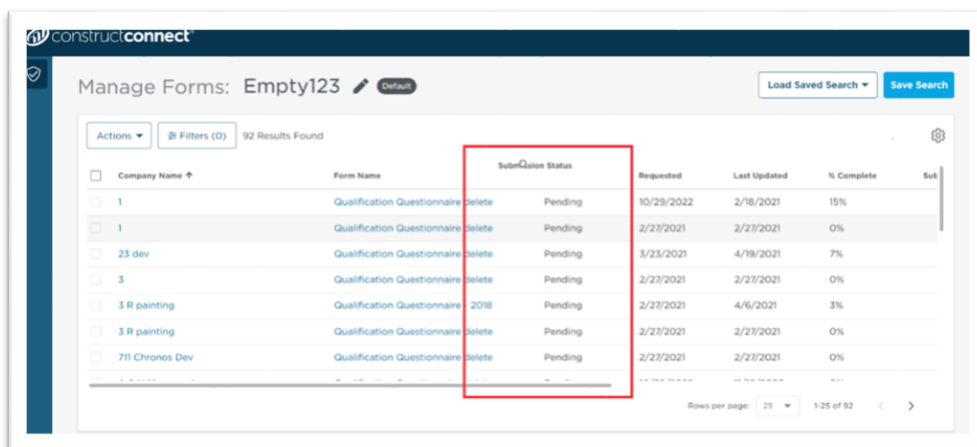 constructconnect
Manage Forms: Empty123 Default Load Saved Search Save Search
Actions Filters (0) 92 Results Found
Company Name Form Name Submission Status Requested Last Updated % Complete Sub
1 Qualification Questionnaire delete Pending 10/29/2022 2/18/2021 15%
1 Qualification Questionnaire delete Pending 2/27/2021 2/27/2021 0%
23 dev Qualification Questionnaire delete Pending 3/23/2021 4/19/2021 7%
3 Qualification Questionnaire delete Pending 2/27/2021 2/27/2021 0%
3 R painting Qualification Questionnaire - 2018 Pending 2/27/2021 4/6/2021 3%
3 R painting Qualification Questionnaire delete Pending 2/27/2021 2/27/2021 0%
711 Chronos Dev Qualification Questionnaire delete Pending 2/27/2021 2/27/2021 0%
Rows per page: 25 1-25 of 92